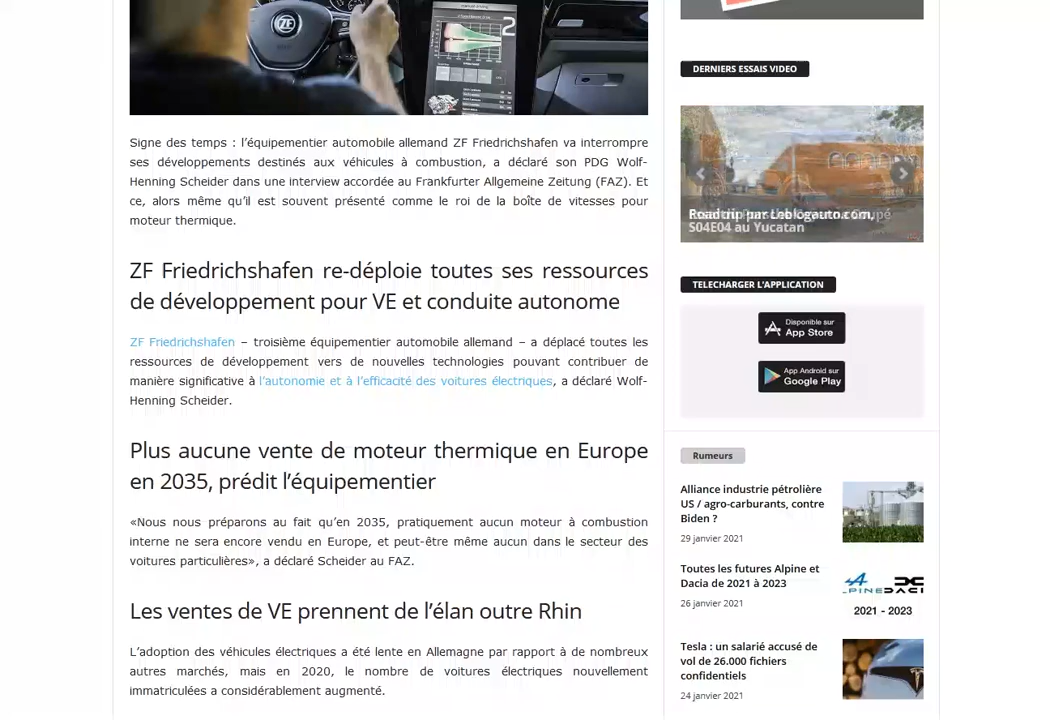 ZF
2
DERNIERS ESSAIS VIDEO
Signe des temps : l’équipementier automobile allemand ZF Friedrichshafen va interrompre
ses développements destinés aux véhicules à combustion, a déclaré son PDG Wolf-
Henning Scheider dans une interview accordée au Frankfurter Allgemeine Zeitung (FAZ). Et
ce, alors même qu’il est souvent présenté comme le roi de la boîte de vitesses pour
moteur thermique.
ZF Friedrichshafen re-déploie toutes ses ressources
de développement pour VE et conduite autonome
ZF Friedrichshafen – troisième équipementier automobile allemand – a déplacé toutes les
ressources de développement vers de nouvelles technologies pouvant contribuer de
manière significative à l’autonomie et à l’efficacité des voitures électriques, a déclaré Wolf-
Henning Scheider.
Plus aucune vente de moteur thermique en Europe
en 2035, prédit l’équipementier
«Nous nous préparons au fait qu’en 2035, pratiquement aucun moteur à combustion
interne ne sera encore vendu en Europe, et peut-être même aucun dans le secteur des
voitures particulières», a déclaré Scheider au FAZ.
Les ventes de VE prennent de l’élan outre Rhin
L’adoption des véhicules électriques a été lente en Allemagne par rapport à de nombreux
autres marchés, mais en 2020, le nombre de voitures électriques nouvellement
immatriculées a considérablement augmenté.
Roadtrip par Leblogauto.com,
S04E04 au Yucatan
TELECHARGER L’APPLICATION
Disponible sur
App Store
App Android sur
Google Play
Rumeurs
Alliance industrie pétrolière
US / agro-carburants, contre
Biden ?
29 janvier 2021
Toutes les futures Alpine et
Dacia de 2021 à 2023
26 janvier 2021
2021 - 2023
Tesla : un salarié accusé de
vol de 26.000 fichiers
confidentiels
24 janvier 2021